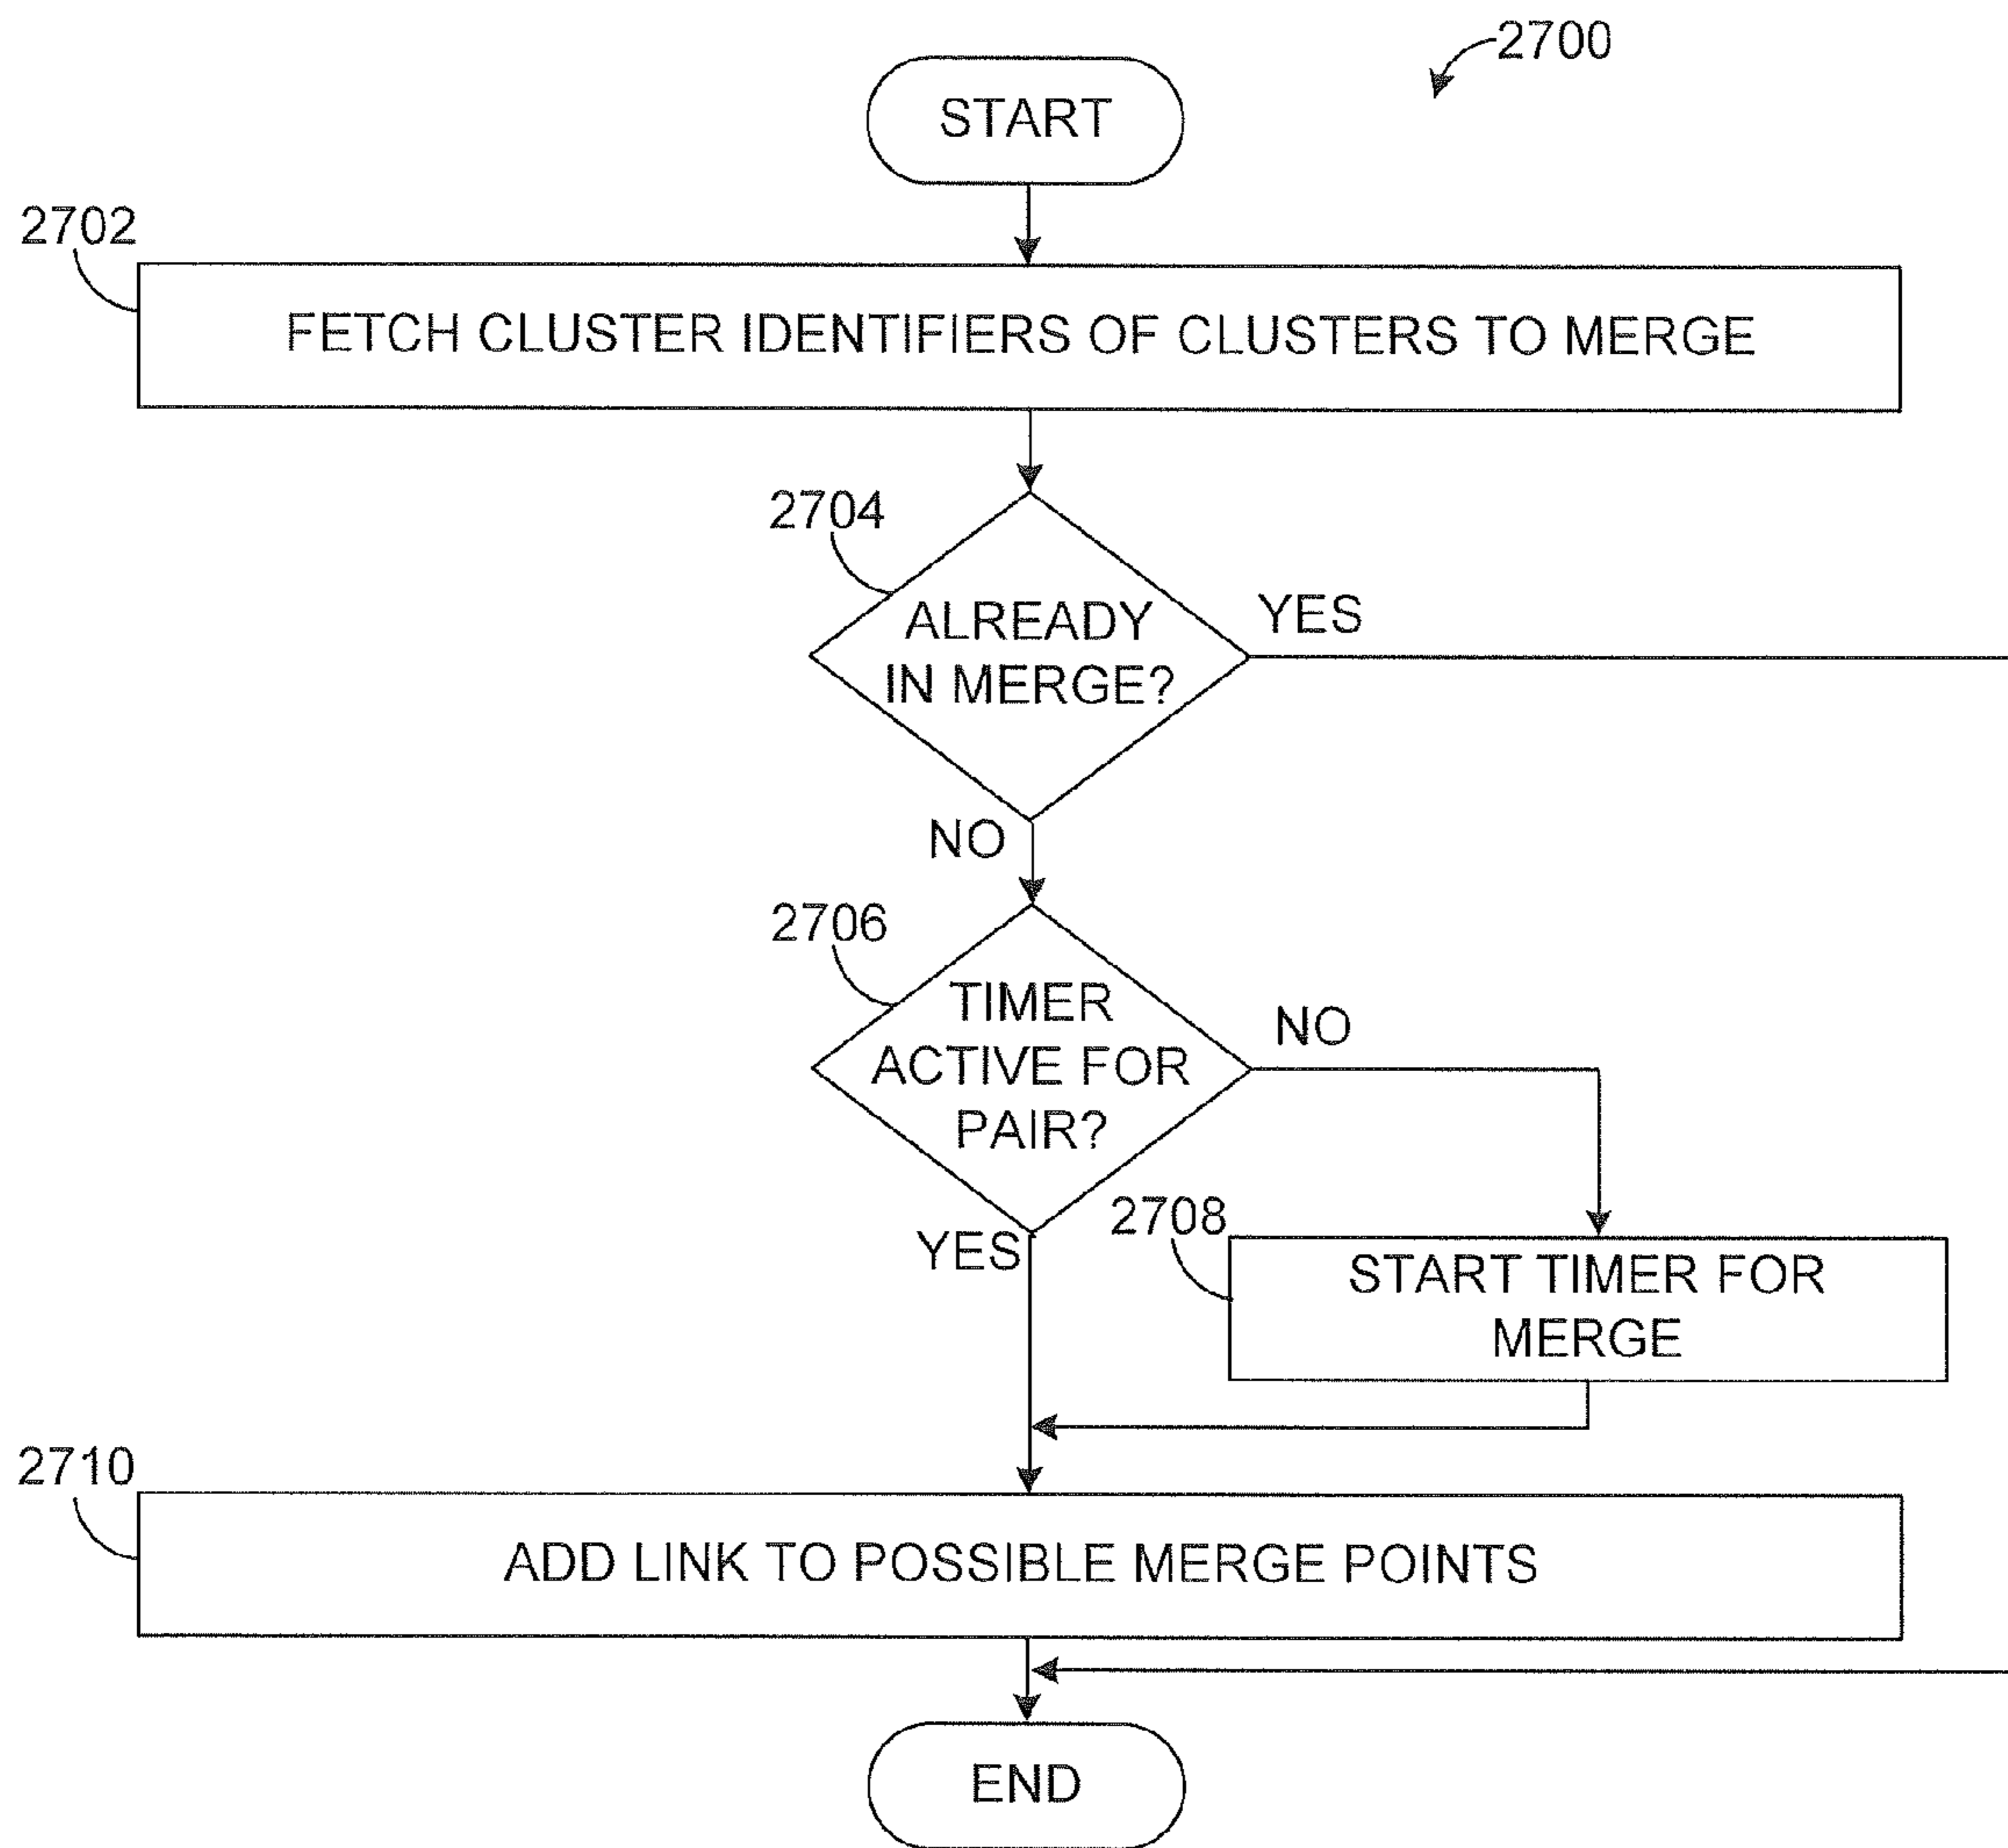 2700
START
2702
FETCH CLUSTER IDENTIFIERS OF CLUSTERS TO MERGE
2704
ALREADY
IN MERGE?
YES
NO
2706
TIMER
ACTIVE FOR
PAIR?
NO
YES
2708
START TIMER FOR
MERGE
2710
ADD LINK TO POSSIBLE MERGE POINTS
END